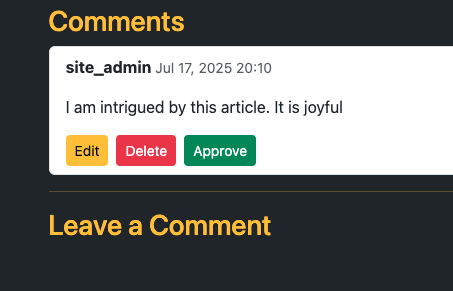 Comments
site_admin Jul 17, 2025 20:10
I am intrigued by this article. It is joyful
Edit Delete Approve
Leave a Comment